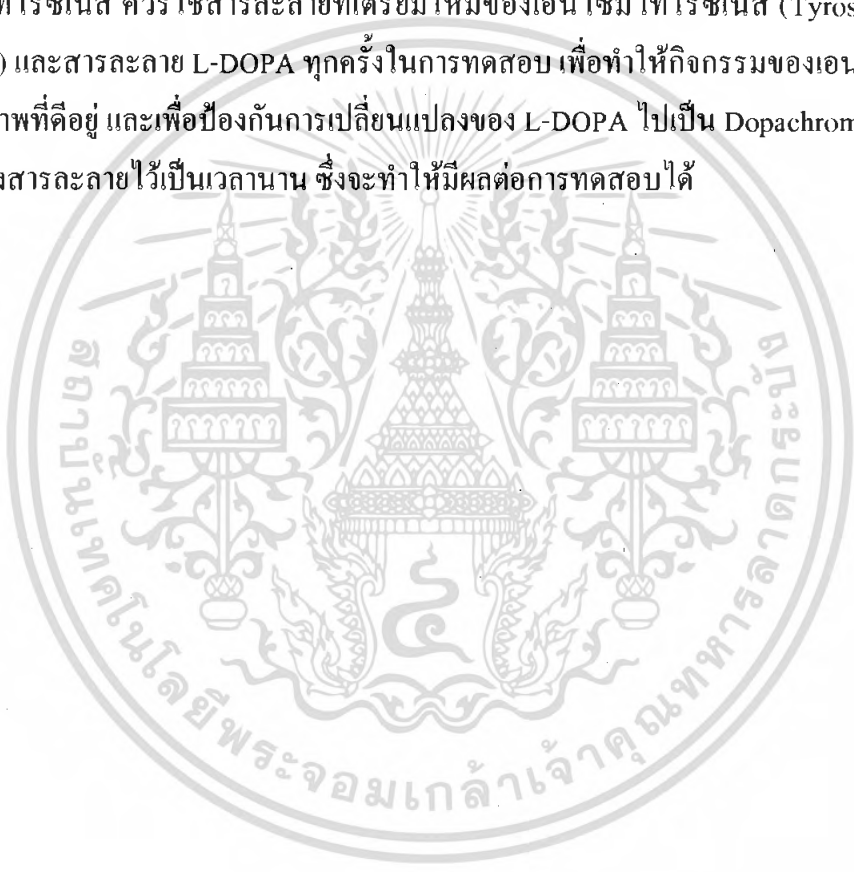 ทไทโรซิเนส ควรใช้สารละลายที่เตรียมใหม่ของเอนไซม์ไทโรซิเนส (Tyros
) และสารละลาย L-DOPA ทุกครั้งในการทดสอบ เพื่อทำให้กิจกรรมของเอน
าพที่ดีอยู่ และเพื่อป้องกันการเปลี่ยนแปลงของ L-DOPA ไปเป็น Dopachrom
งสารละลายไว้เป็นเวลานาน ซึ่งจะทำให้มีผลต่อการทดสอบได้
สถาบันเทคโนโลยีพระจอมเกล้าเจ้าคุณทหารลาดกระบัง